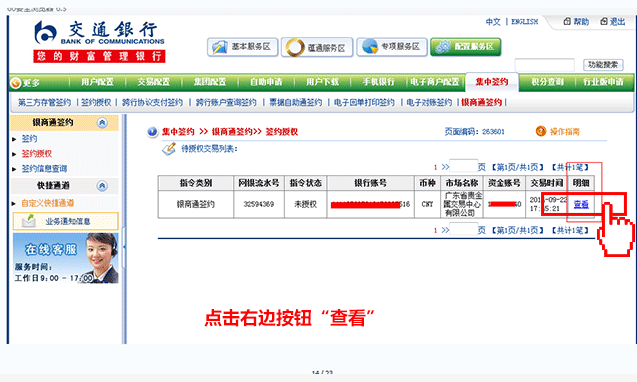 中文 | ENGLISH 帮助 退出
交通銀行
BANK OF COMMUNICATIONS
您的财富管理银行
基本服务区 蕴通服务区 专项服务区 配置服务区
功能搜索
更多 用户配置 交易配置 集团配置 自助申请 用户下载 手机银行 电子商户配置 集中签约 积分查询 行业版申请
第三方存管签约 | 签约授权 | 跨行协议支付签约 | 跨行账户查询签约 | 票据自助通签约 | 电子回单打印签约 | 电子对账签约 | 银商通签约 |
银商通签约
签约
签约授权
签约信息查询
快捷通道
自定义快捷通道
业务通知信息
在线客服
服务时间:
工作日9:00 - 17:00
集中签约 >> 银商通签约>> 签约授权
页面编码: 263601
操作指南
待授权交易列表:
1 >> 页 【第1页/共1页】 【共计1笔】
指令类别 网银流水号 指令状态 银行账号 币种 市场名称 资金账号 交易时间 明细
银商通签约 32594369 未授权 516 CNY 广东省贵金属交易中心有限公司 40 查看
1 >> 页 【第1页/共1页】 【共计1笔】
点击右边按钮“查看”